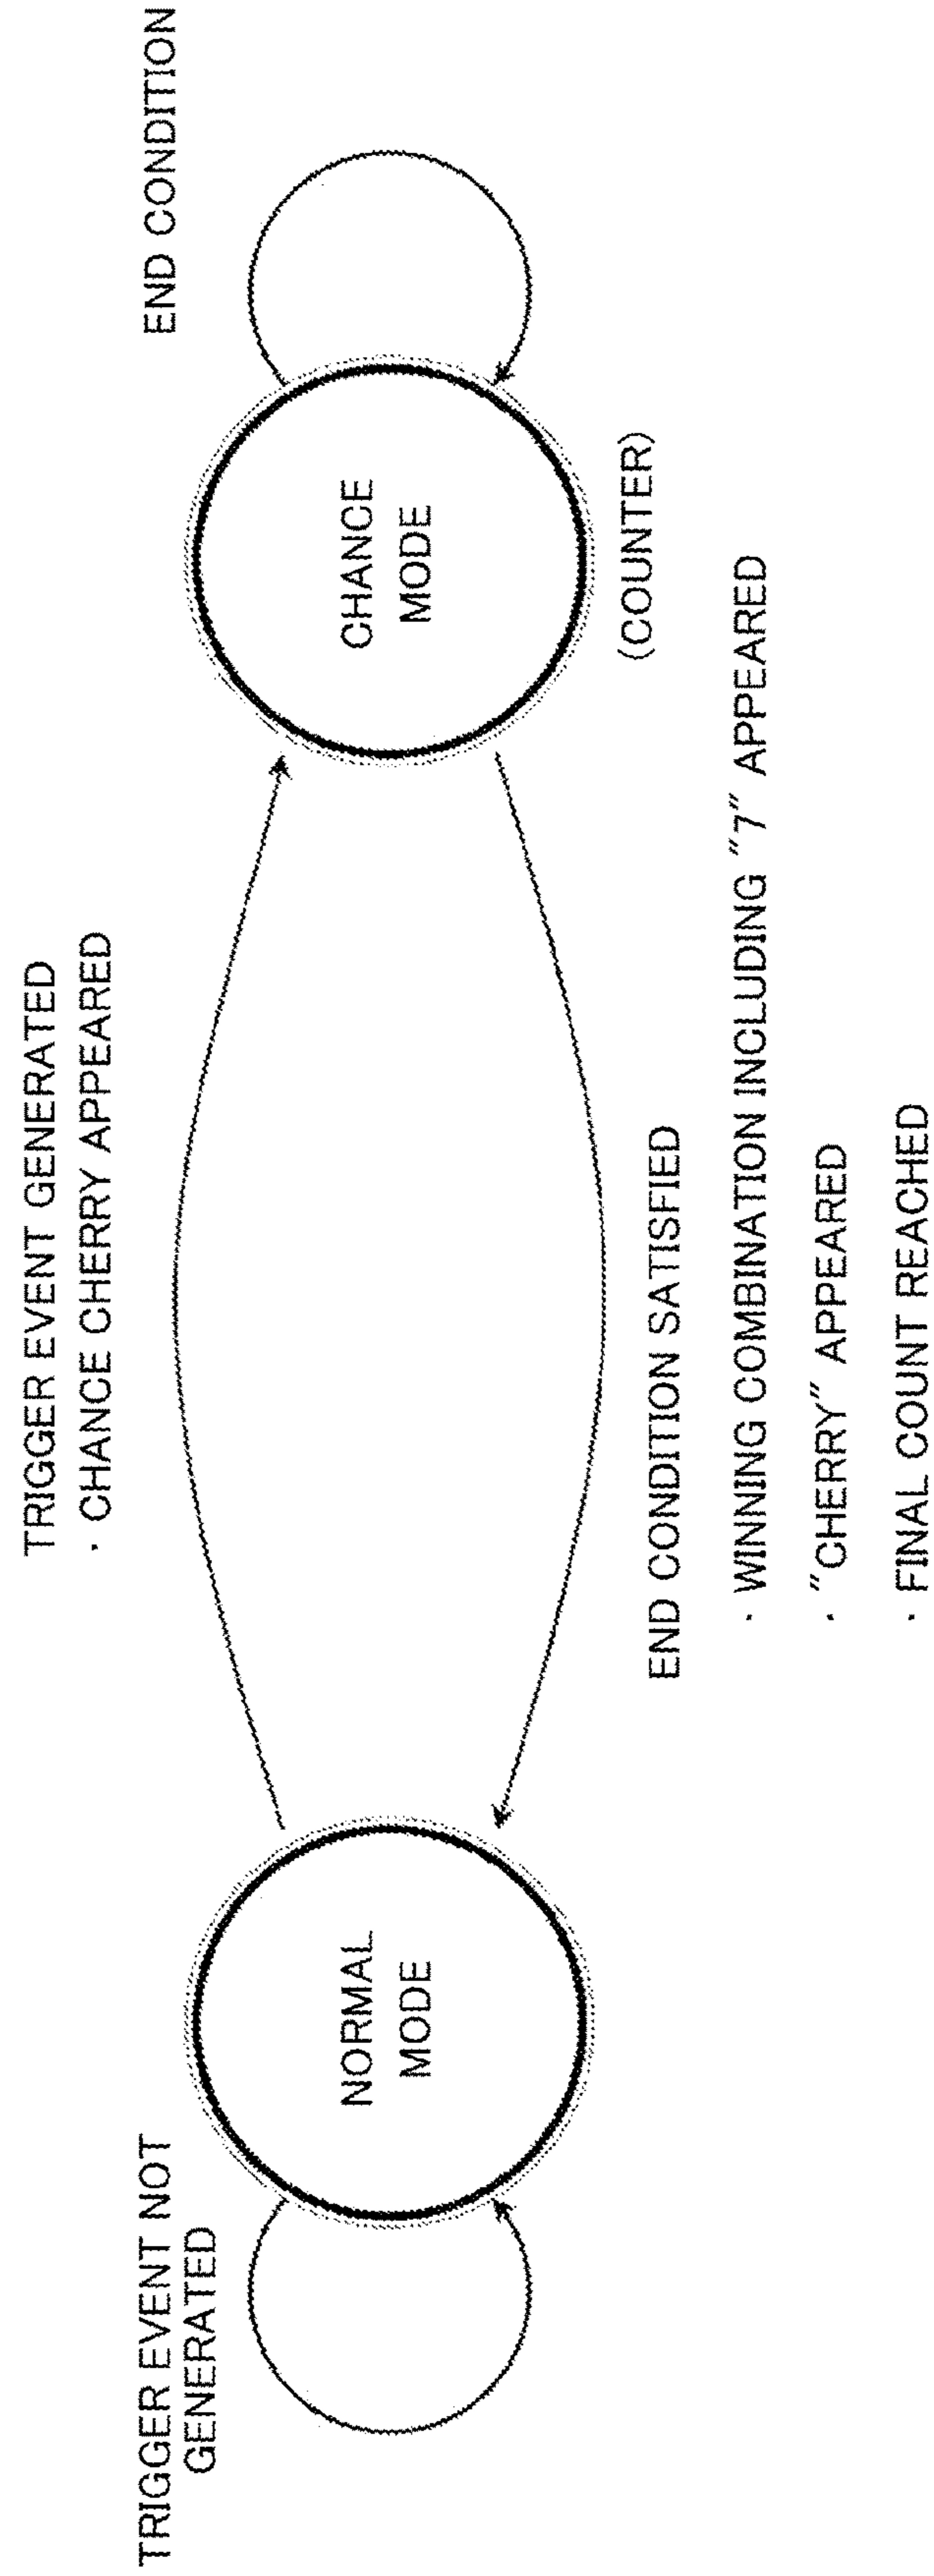 TRIGGER EVENT GENERATED
· CHANCE CHERRY APPEARED
TRIGGER EVENT NOT
GENERATED
END CONDITION
NORMAL
MODE
CHANCE
MODE
(COUNTER)
END CONDITION SATISFIED
· WINNING COMBINATION INCLUDING "7" APPEARED
· "CHERRY" APPEARED
· FINAL COUNT REACHED